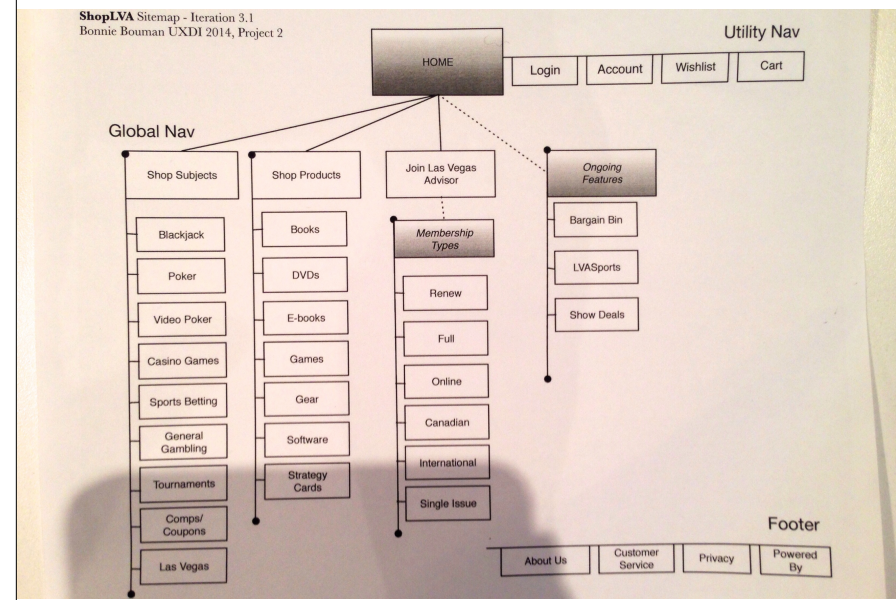 ShopLVA Sitemap - Iteration 3.1
Bonnie Bouman UXDI 2014, Project 2
Utility Nav
HOME
Login
Account
Wishlist
Cart
Global Nav
Shop Subjects
Blackjack
Poker
Video Poker
Casino Games
Sports Betting
General
Gambling
Tournaments
Comps/
Coupons
Las Vegas
Shop Products
Books
DVDs
E-books
Games
Gear
Software
Strategy
Cards
Join Las Vegas
Advisor
Membership
Types
Renew
Full
Online
Canadian
International
Single Issue
Ongoing
Features
Bargain Bin
LVASports
Show Deals
Footer
About Us
Customer
Service
Privacy
Powered
By